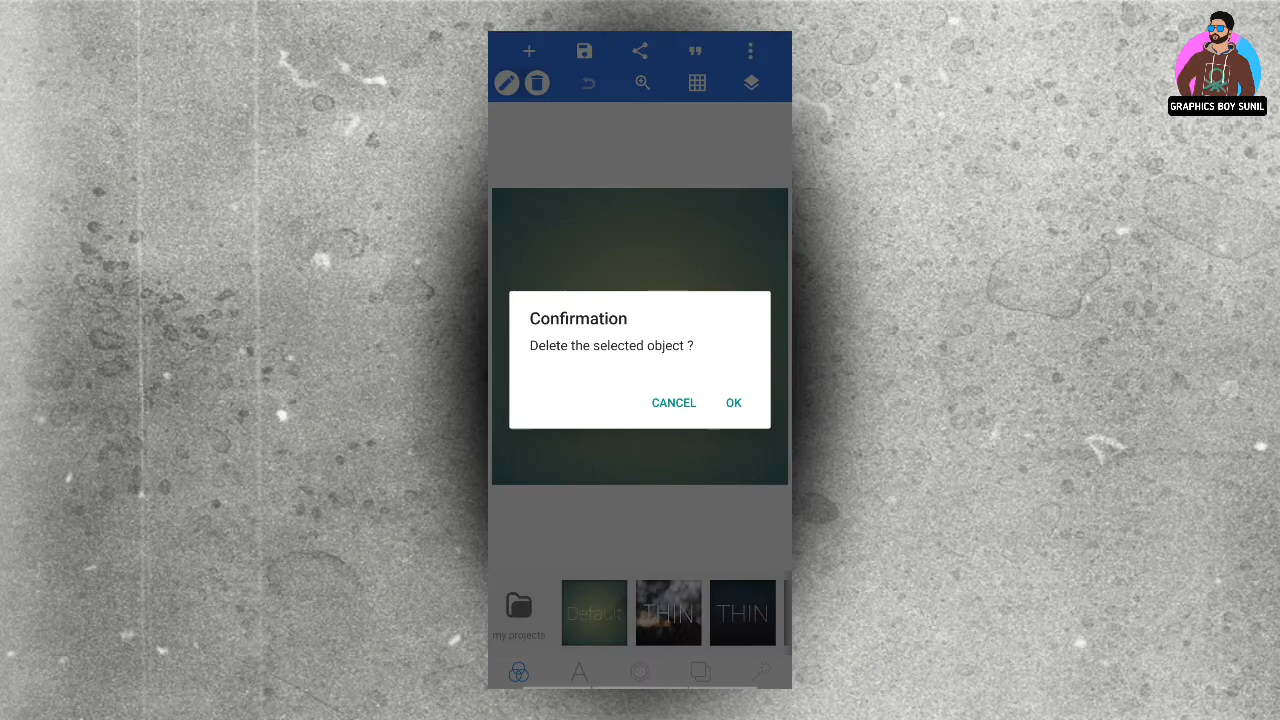 GRAPHICS BOY SUNIL
Confirmation
Delete the selected object ?
CANCEL OK
my projects
Default
THIN
THIN